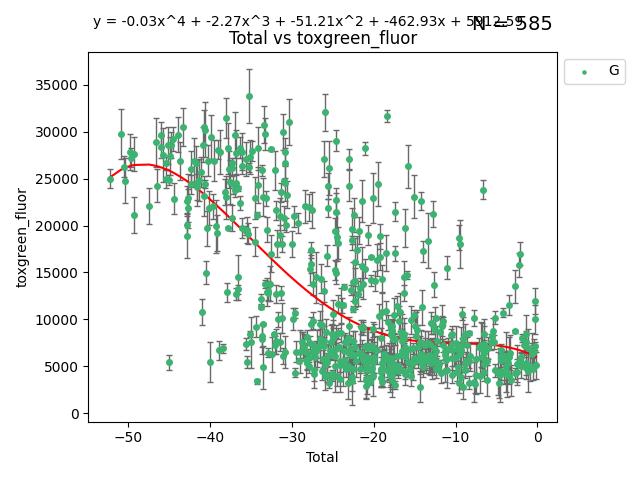 y = -0.03x^4 + -2.27x^3 + -51.21x^2 + -462.93x + 5912.59
N = 585
Total vs toxgreen_fluor
G
35000
30000
25000
20000
15000
10000
5000
0
toxgreen_fluor
−50 −40 −30 −20 −10 0
Total